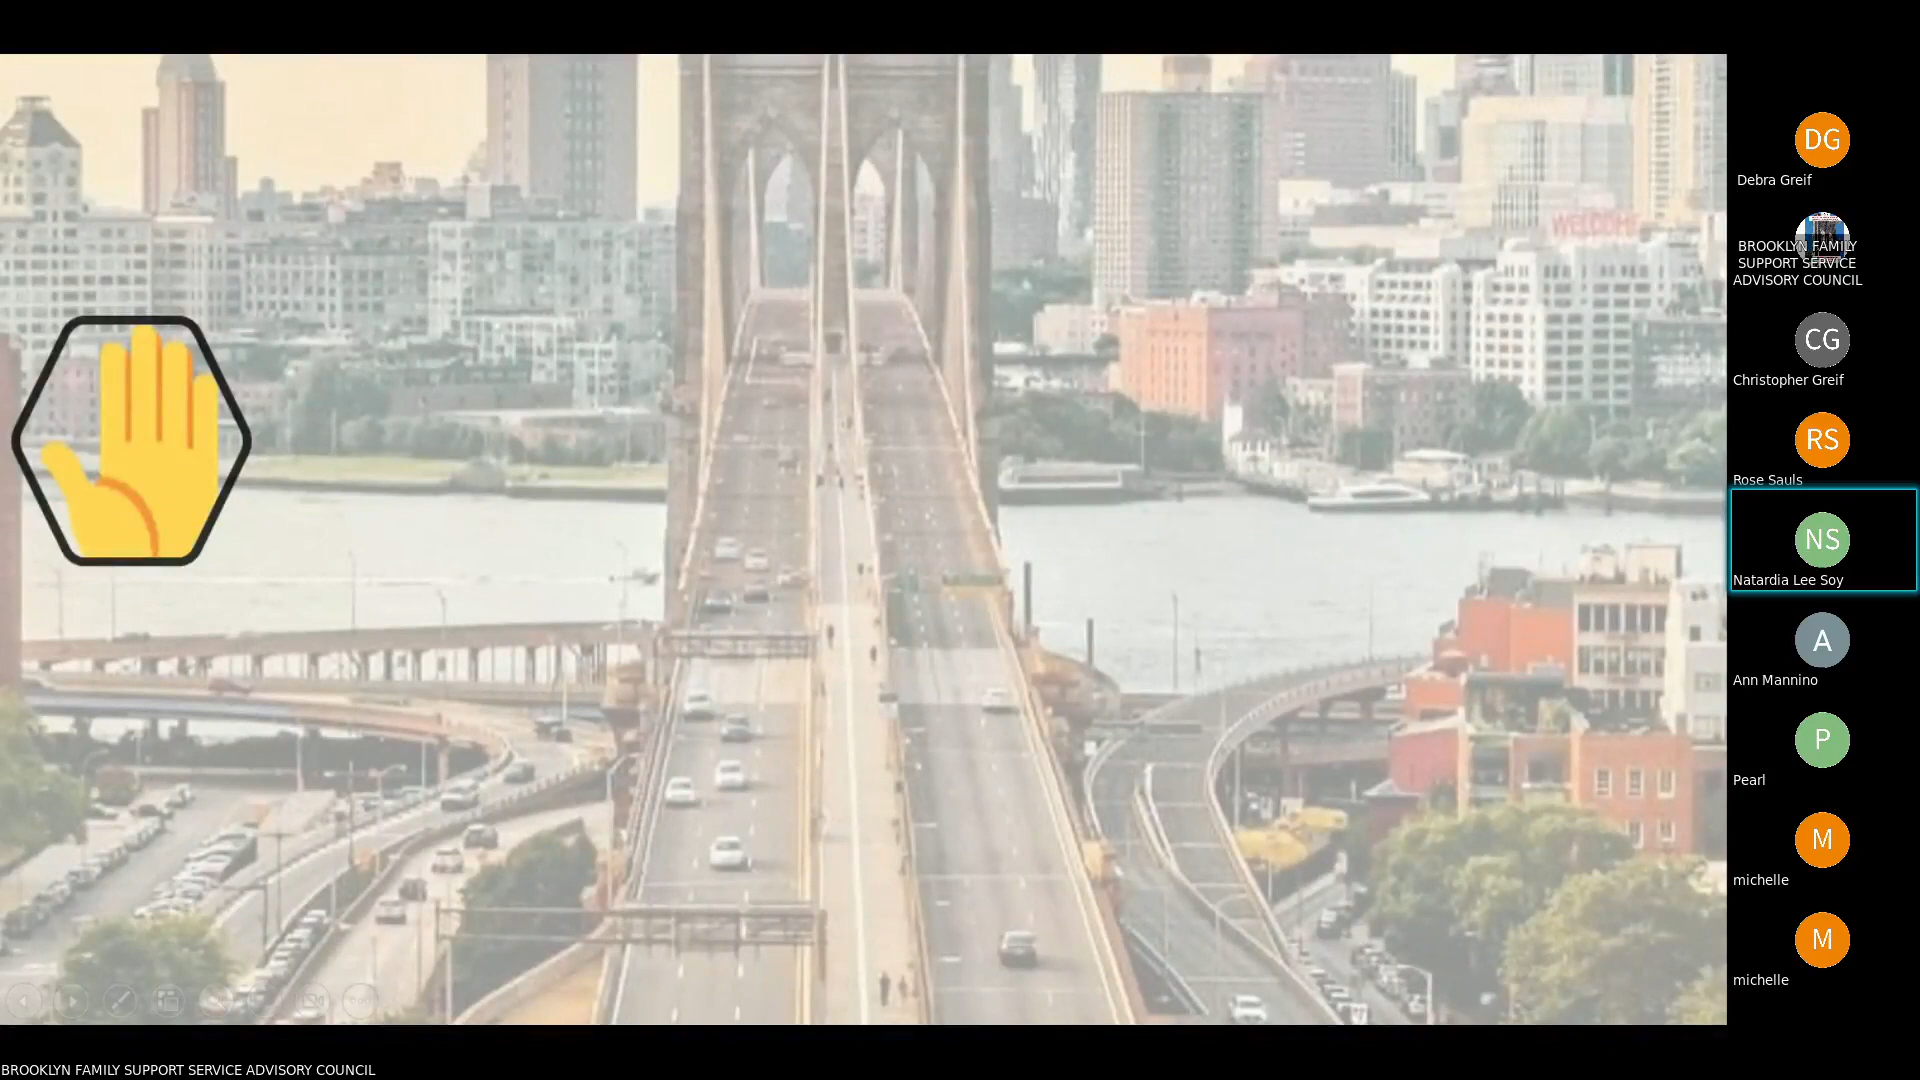 WELCOME
DG
Debra Greif
BROOKLYN FAMILY
SUPPORT SERVICE
ADVISORY COUNCIL
CG
Christopher Greif
RS
Rose Sauls
NS
Natardia Lee Soy
A
Ann Mannino
P
Pearl
M
michelle
M
michelle
BROOKLYN FAMILY SUPPORT SERVICE ADVISORY COUNCIL